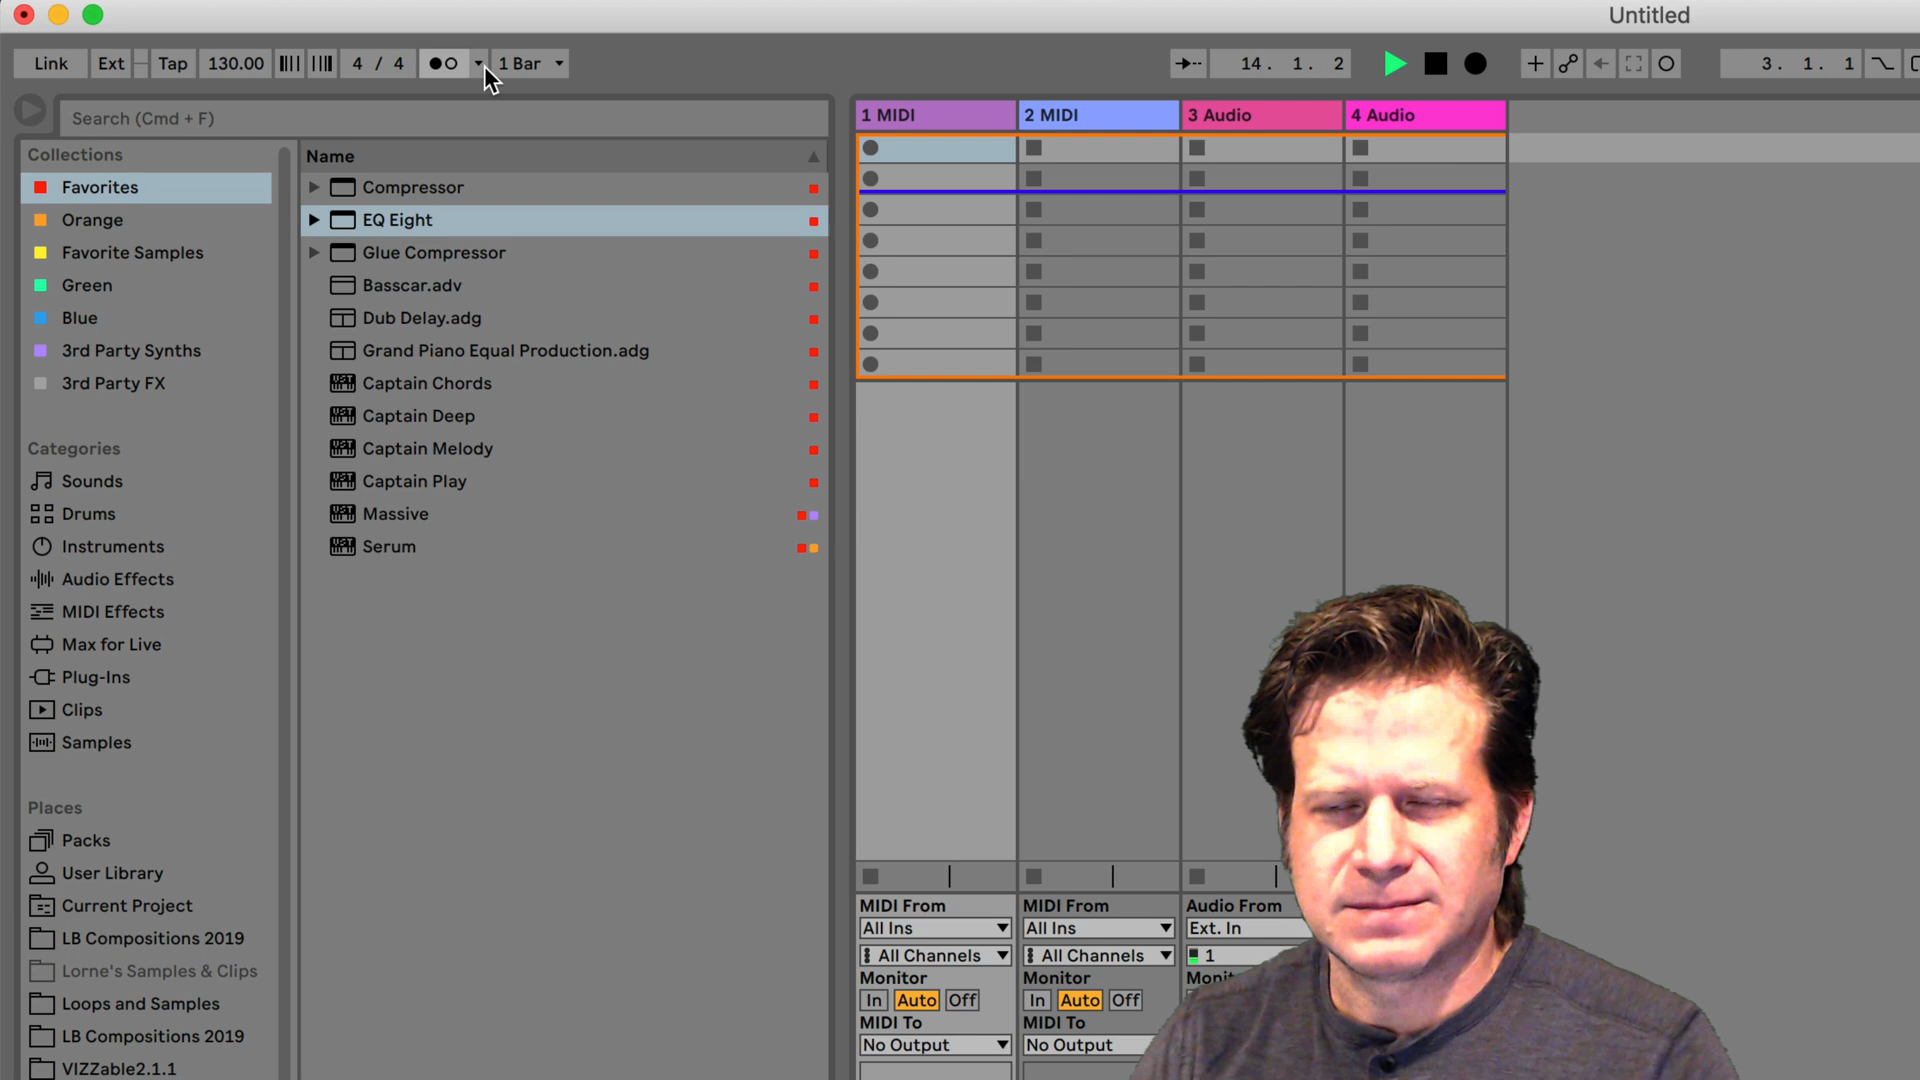 Untitled
Link Ext Tap 130.00 4 / 4 1 Bar 14. 1. 2 3. 1. 1
Search (Cmd + F)
Collections
Favorites
Orange
Favorite Samples
Green
Blue
3rd Party Synths
3rd Party FX
Categories
Sounds
Drums
Instruments
Audio Effects
MIDI Effects
Max for Live
Plug-Ins
Clips
Samples
Places
Packs
User Library
Current Project
LB Compositions 2019
Lorne's Samples & Clips
Loops and Samples
LB Compositions 2019
VIZZable2.1.1
Name
Compressor
EQ Eight
Glue Compressor
Basscar.adv
Dub Delay.adg
Grand Piano Equal Production.adg
Captain Chords
Captain Deep
Captain Melody
Captain Play
Massive
Serum
1 MIDI 2 MIDI 3 Audio 4 Audio
MIDI From MIDI From Audio From
All Ins All Ins Ext. In
All Channels All Channels 1
Monitor Monitor
In Auto Off In Auto Off
MIDI To MIDI To
No Output No Output